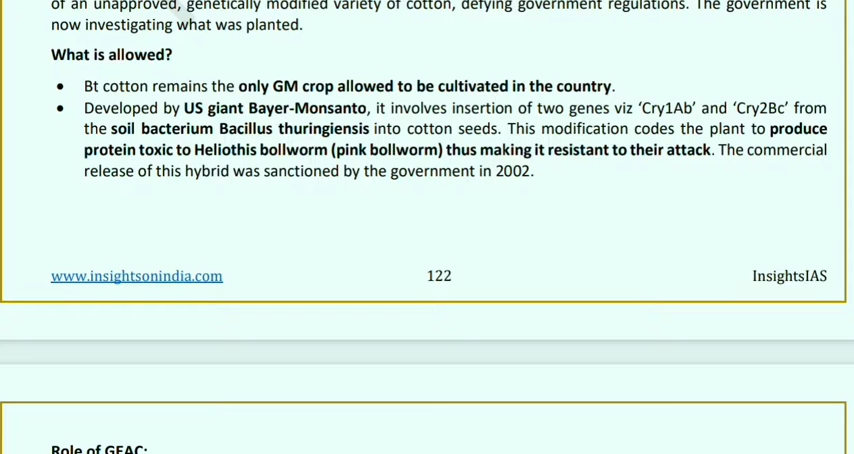 of an unapproved, genetically modified variety of cotton, defying government regulations. The government is
now investigating what was planted.
What is allowed?
• Bt cotton remains the only GM crop allowed to be cultivated in the country.
• Developed by US giant Bayer-Monsanto, it involves insertion of two genes viz ‘Cry1Ab’ and ‘Cry2Bc’ from
the soil bacterium Bacillus thuringiensis into cotton seeds. This modification codes the plant to produce
protein toxic to Heliothis bollworm (pink bollworm) thus making it resistant to their attack. The commercial
release of this hybrid was sanctioned by the government in 2002.
www.insightsonindia.com 122 InsightsIAS
Role of GEAC: